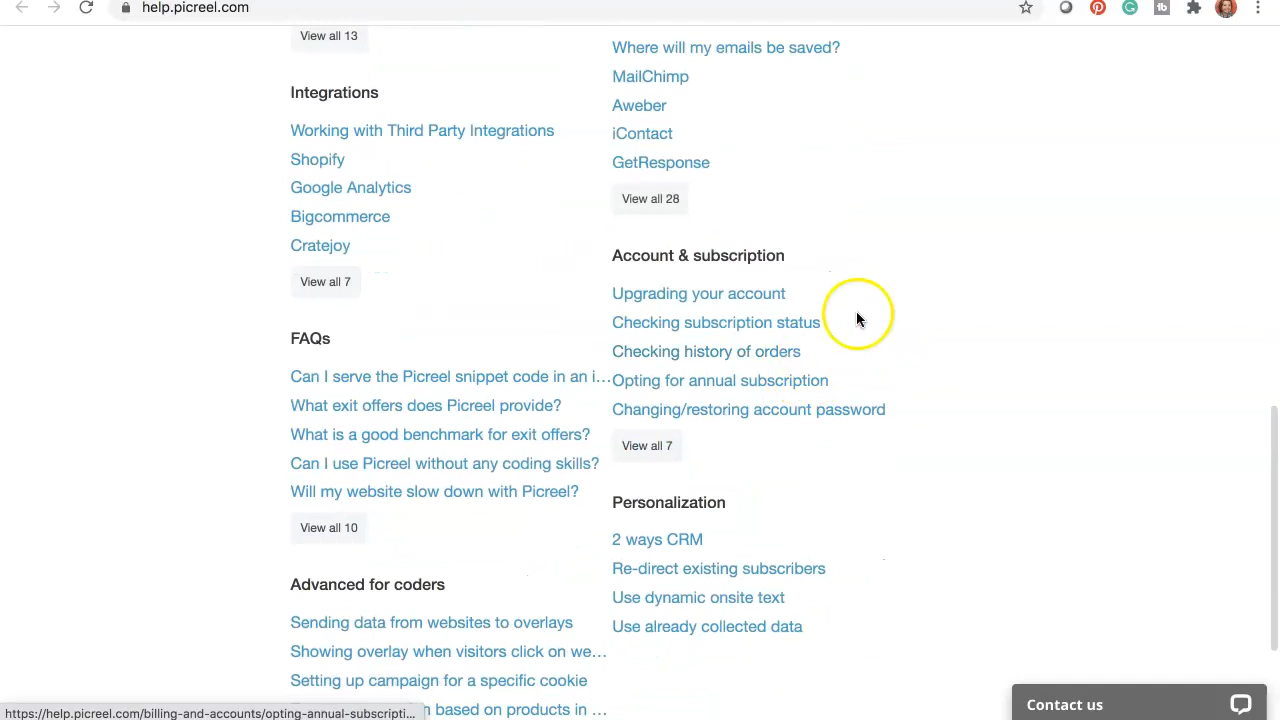 help.picreel.com
View all 13
Integrations
Working with Third Party Integrations
Shopify
Google Analytics
Bigcommerce
Cratejoy
View all 7
FAQs
Can I serve the Picreel snippet code in an i...
What exit offers does Picreel provide?
What is a good benchmark for exit offers?
Can I use Picreel without any coding skills?
Will my website slow down with Picreel?
View all 10
Advanced for coders
Sending data from websites to overlays
Showing overlay when visitors click on we...
Setting up campaign for a specific cookie
n based on products in ...
Where will my emails be saved?
MailChimp
Aweber
iContact
GetResponse
View all 28
Account & subscription
Upgrading your account
Checking subscription status
Checking history of orders
Opting for annual subscription
Changing/restoring account password
View all 7
Personalization
2 ways CRM
Re-direct existing subscribers
Use dynamic onsite text
Use already collected data
Contact us
https://help.picreel.com/billing-and-accounts/opting-annual-subscripti...